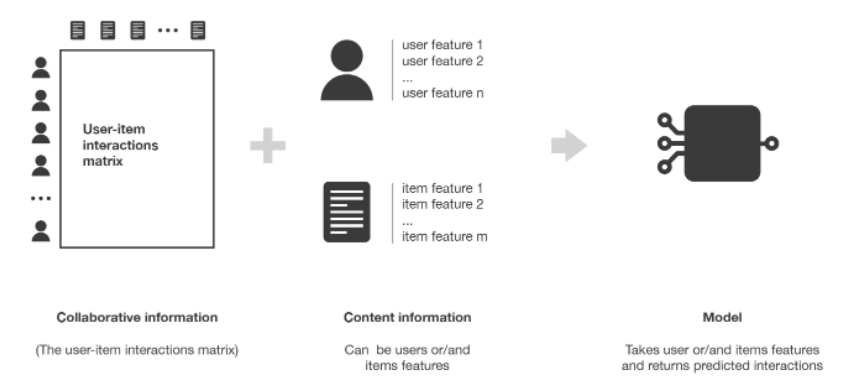 User-item
interactions
matrix
user feature 1
user feature 2
...
user feature n
item feature 1
item feature 2
...
item feature m
Collaborative information
(The user-item interactions matrix)
Content information
Can be users or/and
items features
Model
Takes user or/and items features
and returns predicted interactions